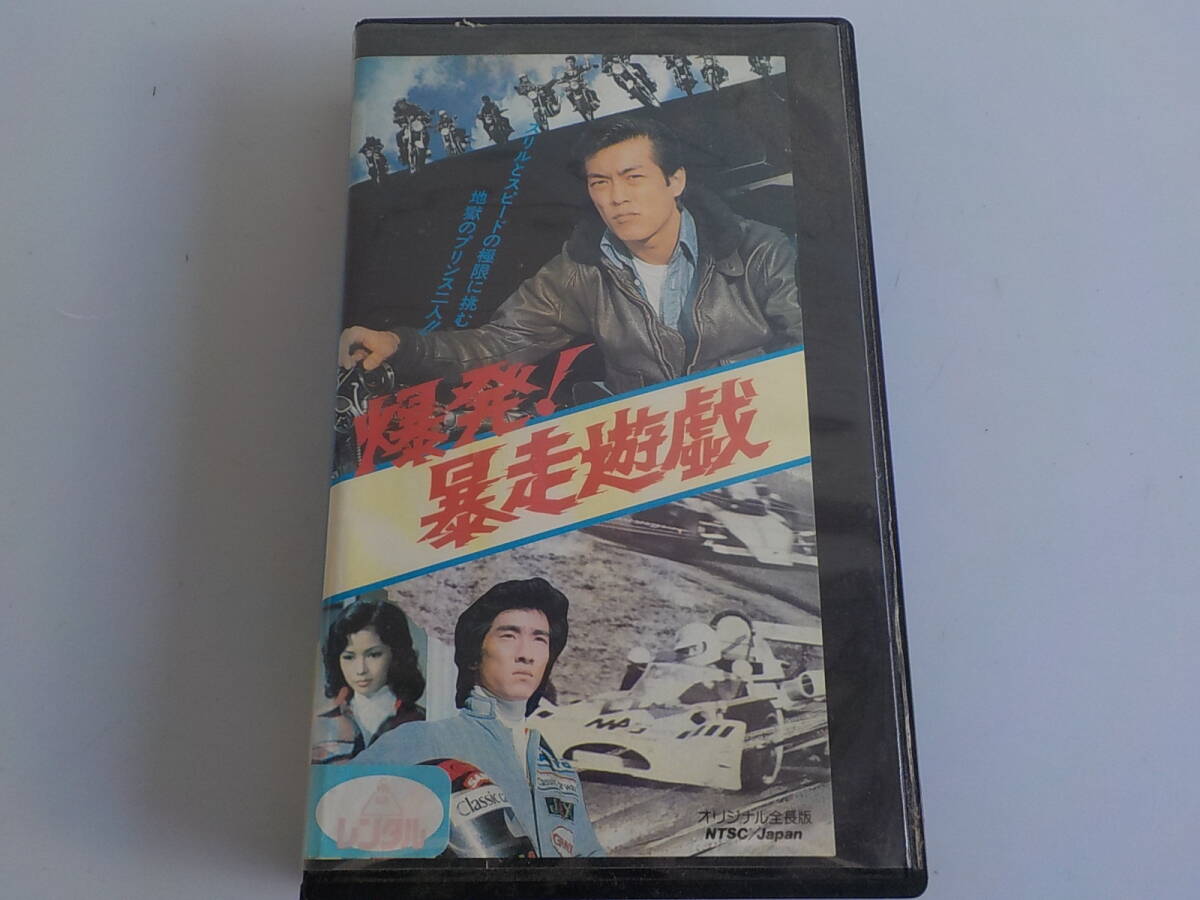 スリルとスピードの極限に挑む
地獄のプリンス二人!!
爆発!
暴走遊戯
Classic
レンタル
オリジナル全長版
NTSC/Japan